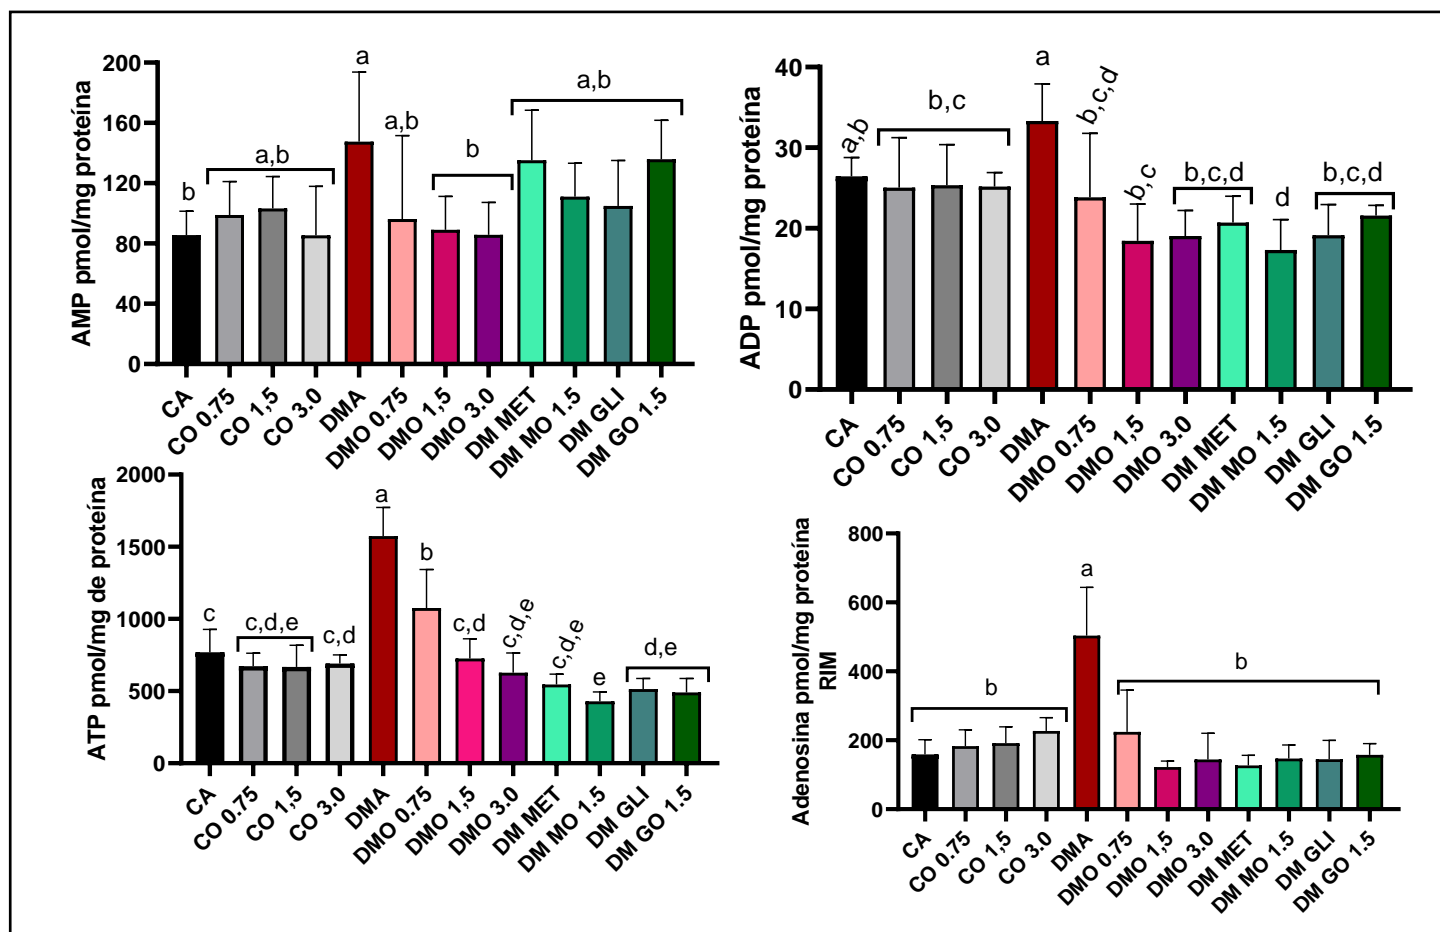 AMP pmol/mg proteína
200
160
120
80
40
0
b
a,b
a
a,b
b
a,b
CA
CO 0.75
CO 1,5
CO 3.0
DMA
DMO 0.75
DMO 1,5
DMO 3.0
DM MET
DM MO 1.5
DM GLI
DM GO 1.5
ADP pmol/mg proteína
40
30
20
10
0
a,b
b,c
a
b,c,d
b,c
b,c,d
d
b,c,d
CA
CO 0.75
CO 1,5
CO 3.0
DMA
DMO 0.75
DMO 1,5
DMO 3.0
DM MET
DM MO 1.5
DM GLI
DM GO 1.5
ATP pmol/mg de proteína
2000
1500
1000
500
0
c
c,d,e
c,d
a
b
c,d
c,d,e
c,d,e
e
d,e
CA
CO 0.75
CO 1,5
CO 3.0
DMA
DMO 0.75
DMO 1,5
DMO 3.0
DM MET
DM MO 1.5
DM GLI
DM GO 1.5
Adenosina pmol/mg proteína
RIM
800
600
400
200
0
b
a
b
CA
CO 0.75
CO 1,5
CO 3.0
DMA
DMO 0.75
DMO 1,5
DMO 3.0
DM MET
DM MO 1.5
DM GLI
DM GO 1.5